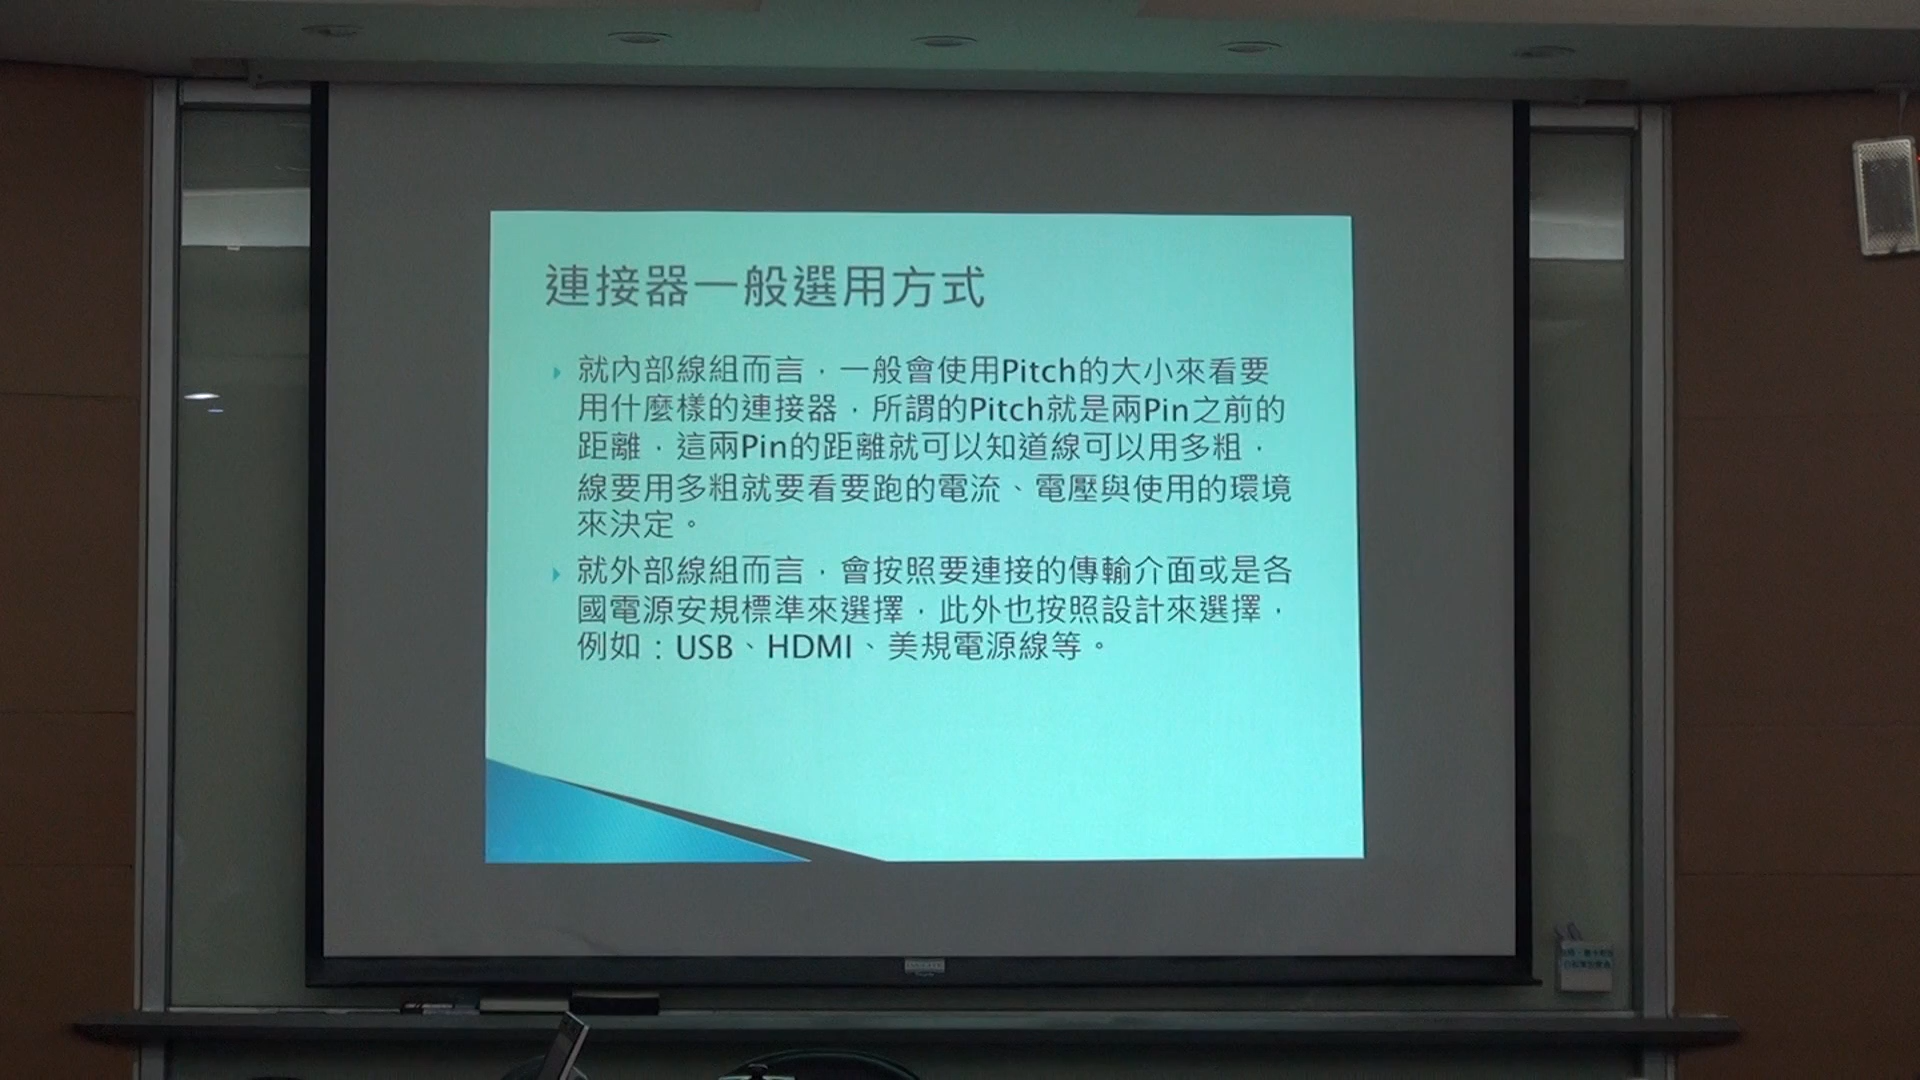 連接器一般選用方式
就內部線組而言，一般會使用Pitch的大小來看要
用什麼樣的連接器，所謂的Pitch就是兩Pin之前的
距離，這兩Pin的距離就可以知道線可以用多粗，
線要用多粗就要看要跑的電流、電壓與使用的環境
來決定。
就外部線組而言，會按照要連接的傳輸介面或是各
國電源安規標準來選擇，此外也按照設計來選擇，
例如：USB、HDMI、美規電源線等。